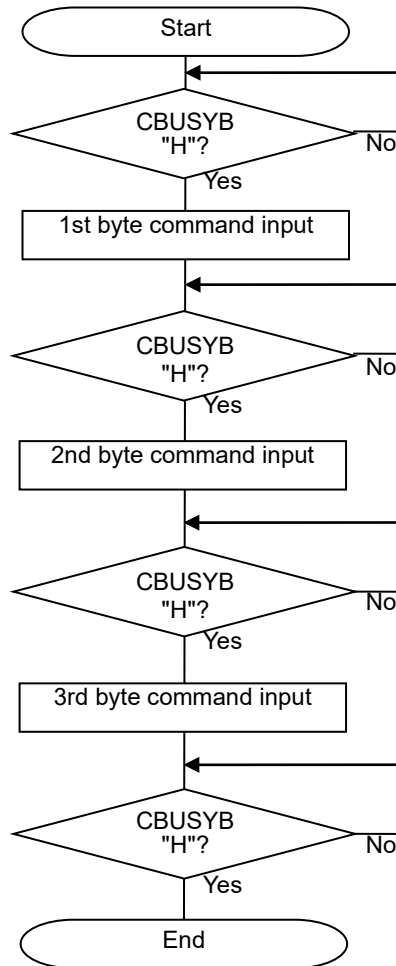 Start
CBUSYB
"H"?
No
Yes
1st byte command input
CBUSYB
"H"?
No
Yes
2nd byte command input
CBUSYB
"H"?
No
Yes
3rd byte command input
CBUSYB
"H"?
No
Yes
End